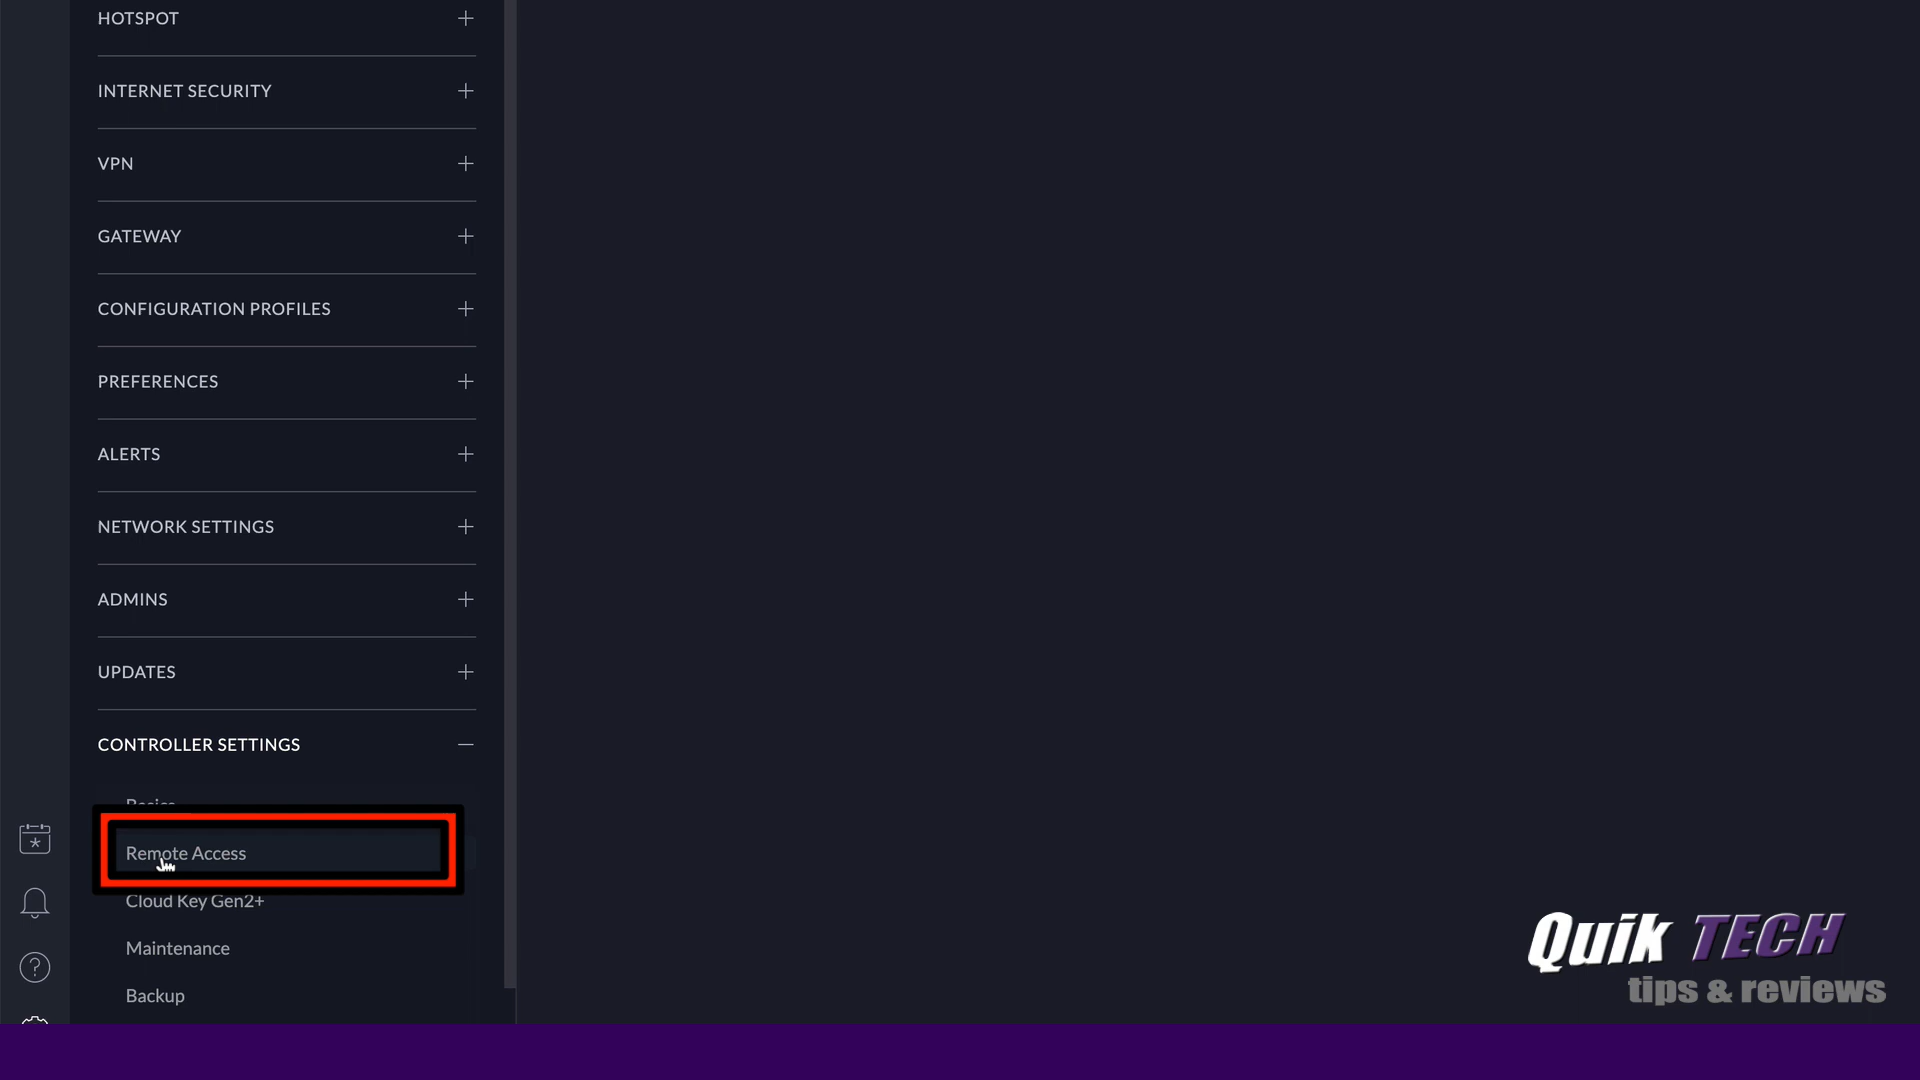 HOTSPOT
INTERNET SECURITY
VPN
GATEWAY
CONFIGURATION PROFILES
PREFERENCES
ALERTS
NETWORK SETTINGS
ADMINS
UPDATES
CONTROLLER SETTINGS
Basics
Remote Access
Cloud Key Gen2+
Maintenance
Backup
Quik TECH
tips & reviews